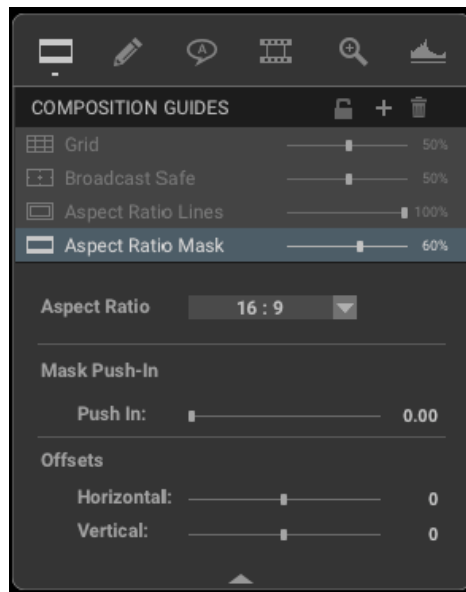 A
COMPOSITION GUIDES
Grid 50%
Broadcast Safe 50%
Aspect Ratio Lines 100%
Aspect Ratio Mask 60%
Aspect Ratio 16 : 9
Mask Push-In
Push In: 0.00
Offsets
Horizontal: 0
Vertical: 0